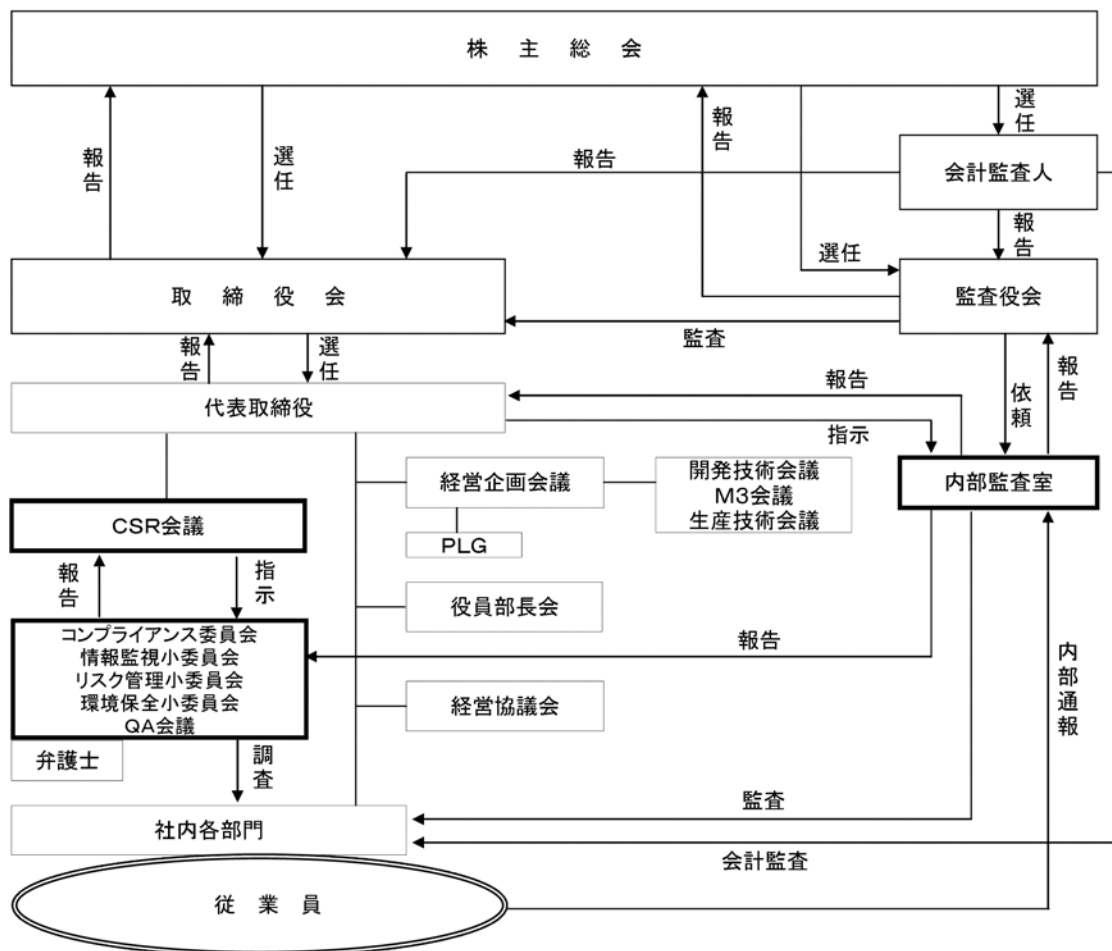 株主総会
選任
報告
報告
選任
報告
会計監査人
報告
選任
取締役会
監査役会
監査
報告
選任
報告
依頼
報告
代表取締役
指示
経営企画会議
開発技術会議
M3会議
生産技術会議
内部監査室
CSR会議
PLG
報告
指示
役員部長会
コンプライアンス委員会
情報監視小委員会
リスク管理小委員会
環境保全小委員会
QA会議
報告
内部通報
経営協議会
弁護士
調査
監査
社内各部門
会計監査
従業員